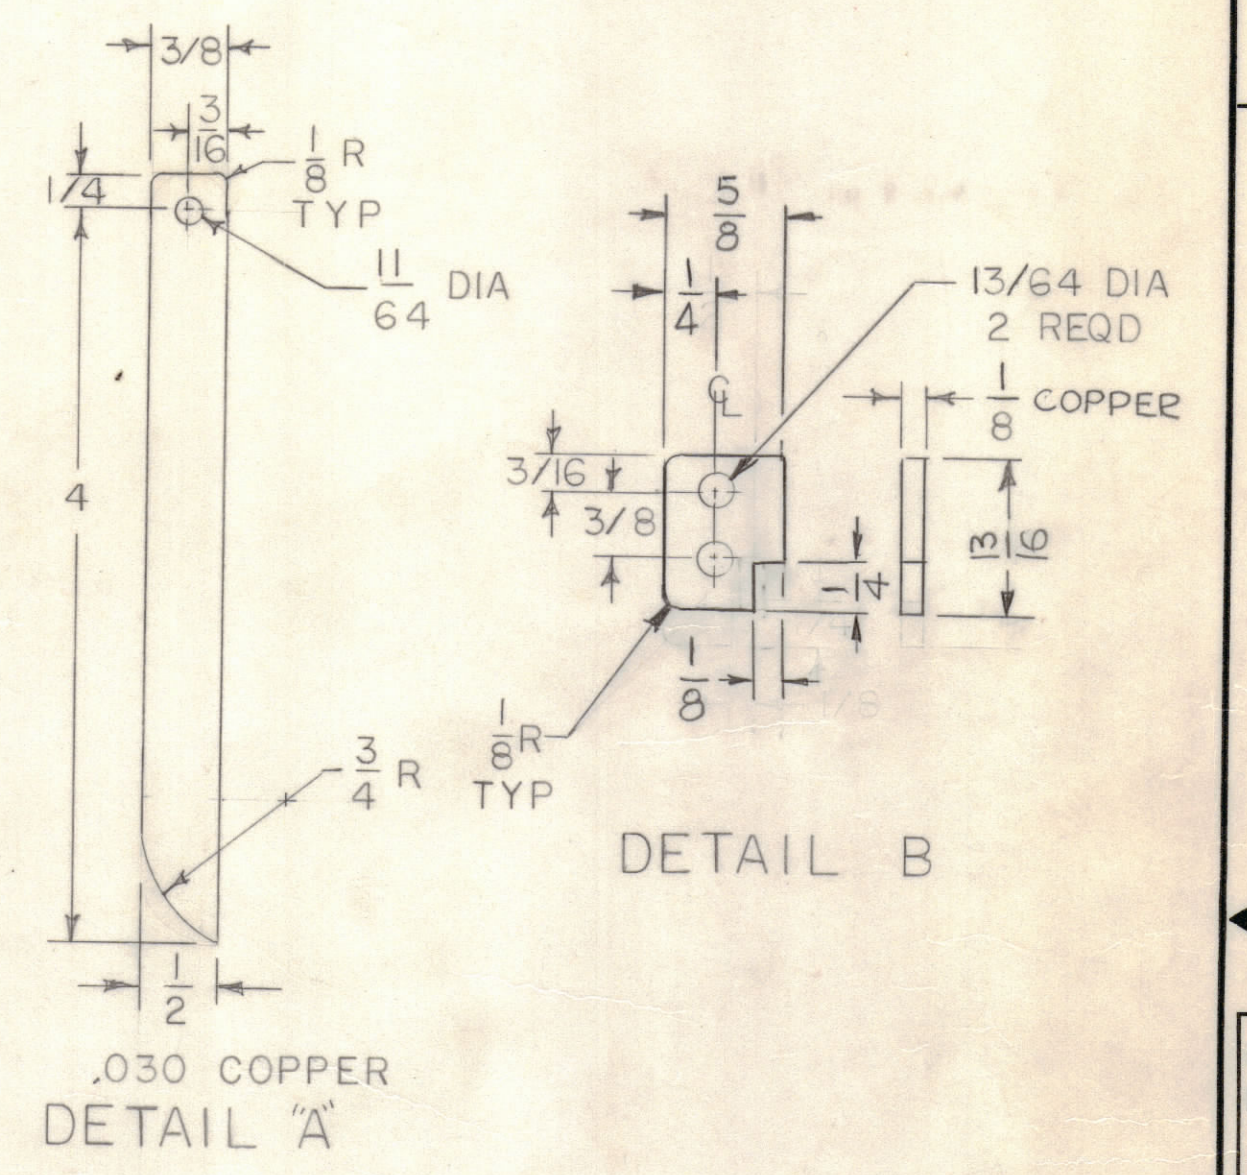 3/8
3/16
1/8 R
TYP
1/4
11/64 DIA
4
3/4 R
1/2
.030 COPPER
DETAIL "A"
5/8
1/4
13/64 DIA
2 REQD
CL
1/8 COPPER
3/16
3/8
13/16
1/4
1/8
1/8 R
TYP
1/8
DETAIL B